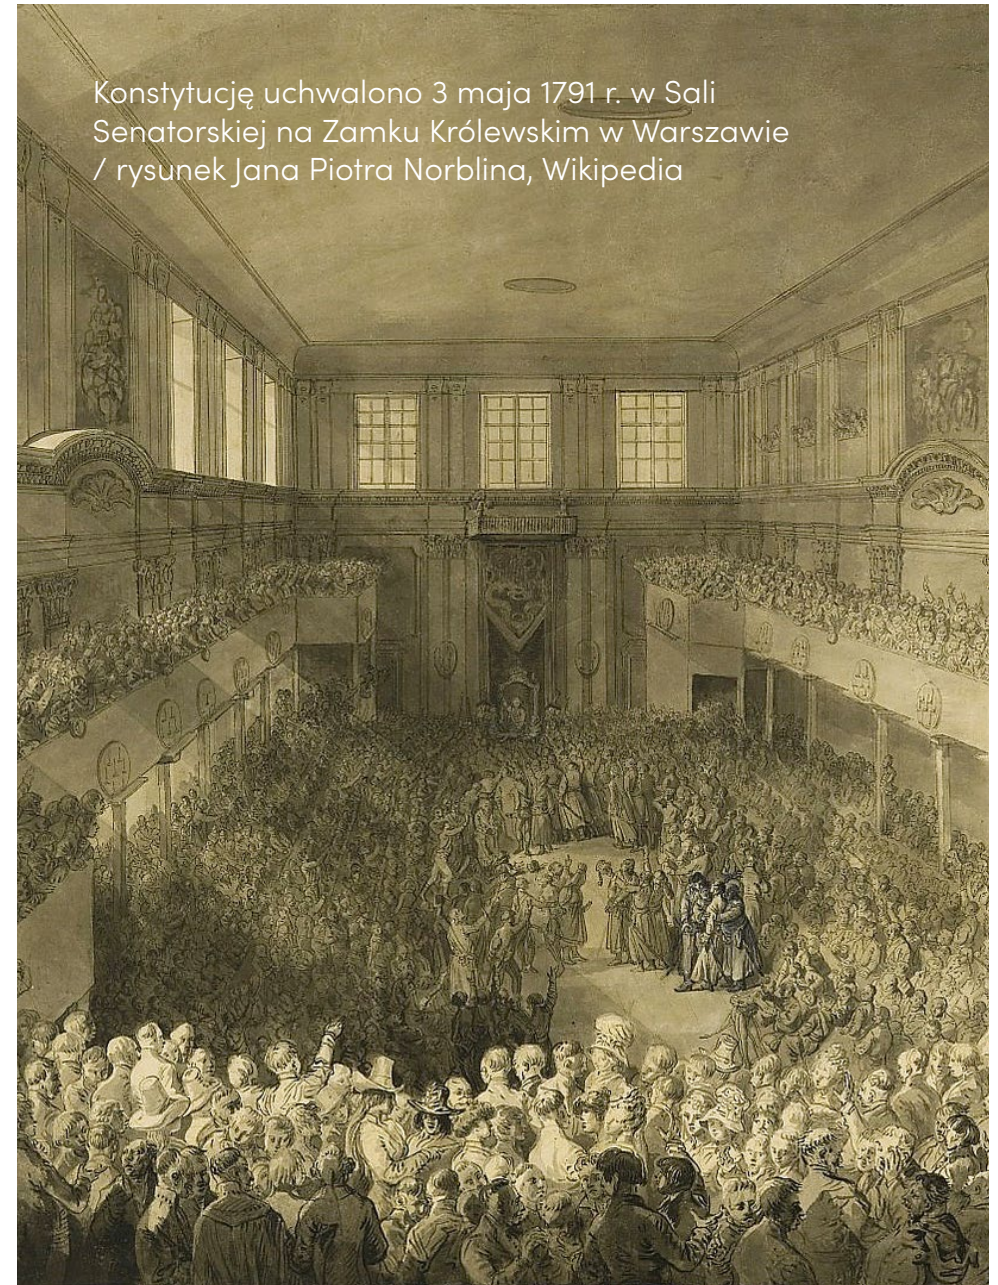 Konstytucję uchwalono 3 maja 1791 r. w Sali
Senatorskiej na Zamku Królewskim w Warszawie
/ rysunek Jana Piotra Norblina, Wikipedia